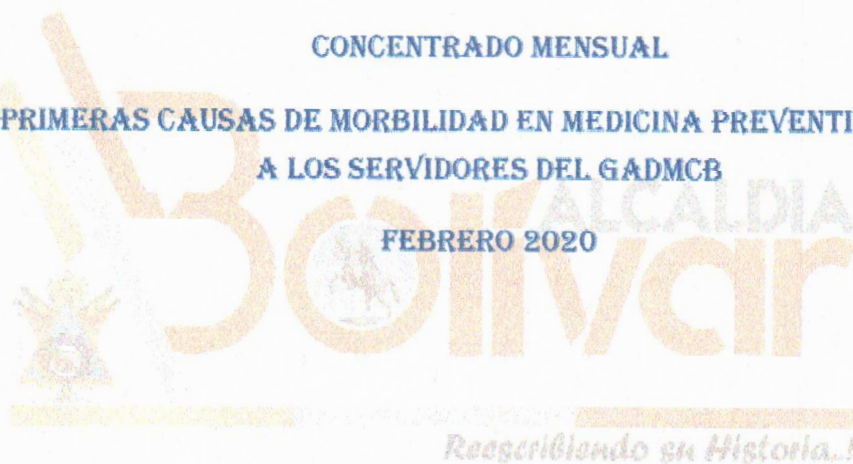 CONCENTRADO MENSUAL
PRIMERAS CAUSAS DE MORBILIDAD EN MEDICINA PREVENTI
A LOS SERVIDORES DEL GADMCB
ALCALDIA
Bolívar
FEBRERO 2020
Reescribiendo su Historia..!